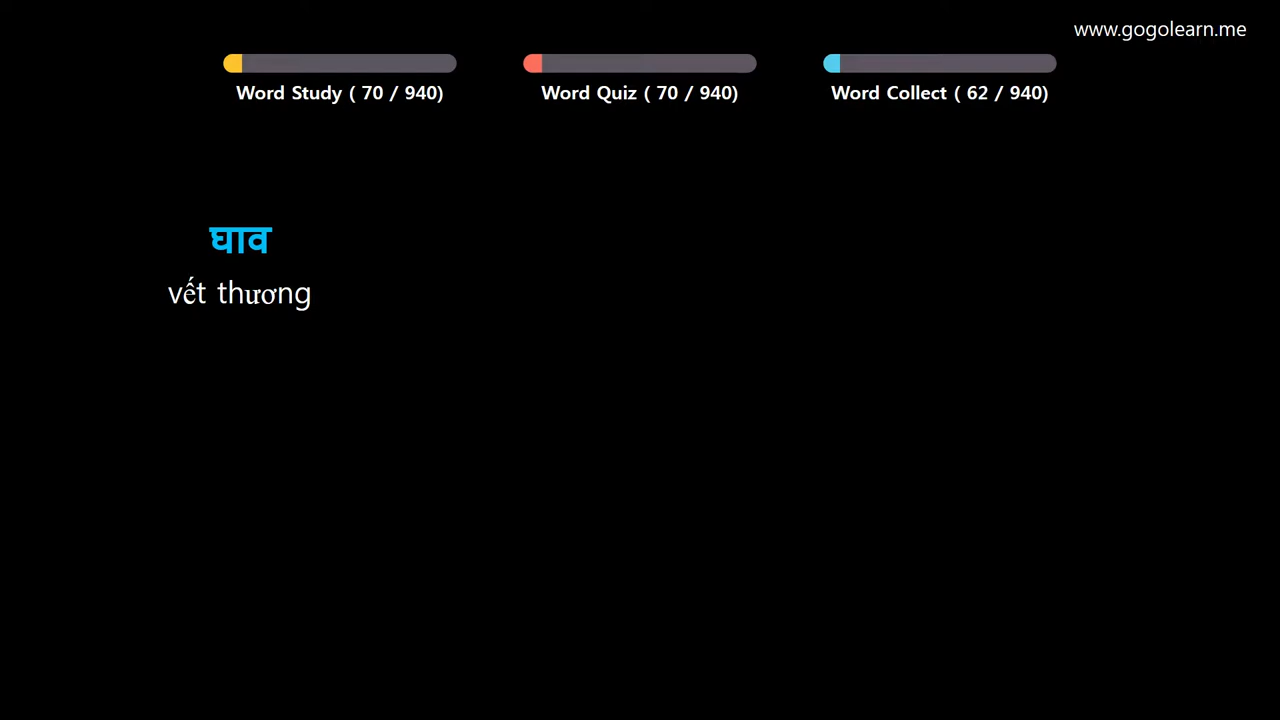 www.gogolearn.me
Word Study ( 70 / 940)
Word Quiz ( 70 / 940)
Word Collect ( 62 / 940)
घाव
vết thương